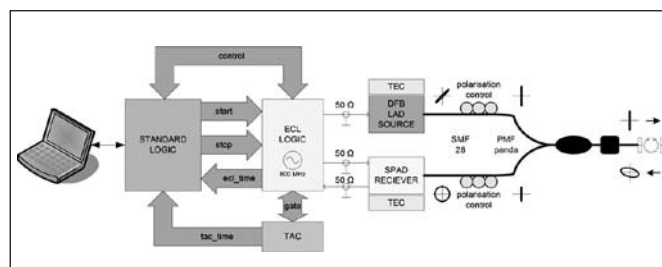 control
50 Ω
TEC
DFB
LAD
SOURCE
polarisation
control
STANDARD
LOGIC
start
stop
ecl_time
ECL
LOGIC
800 MHz
50 Ω
50 Ω
SMF
28
PMF
panda
SPAD
RECIEVER
TEC
polarisation
control
gate
tac_time
TAC